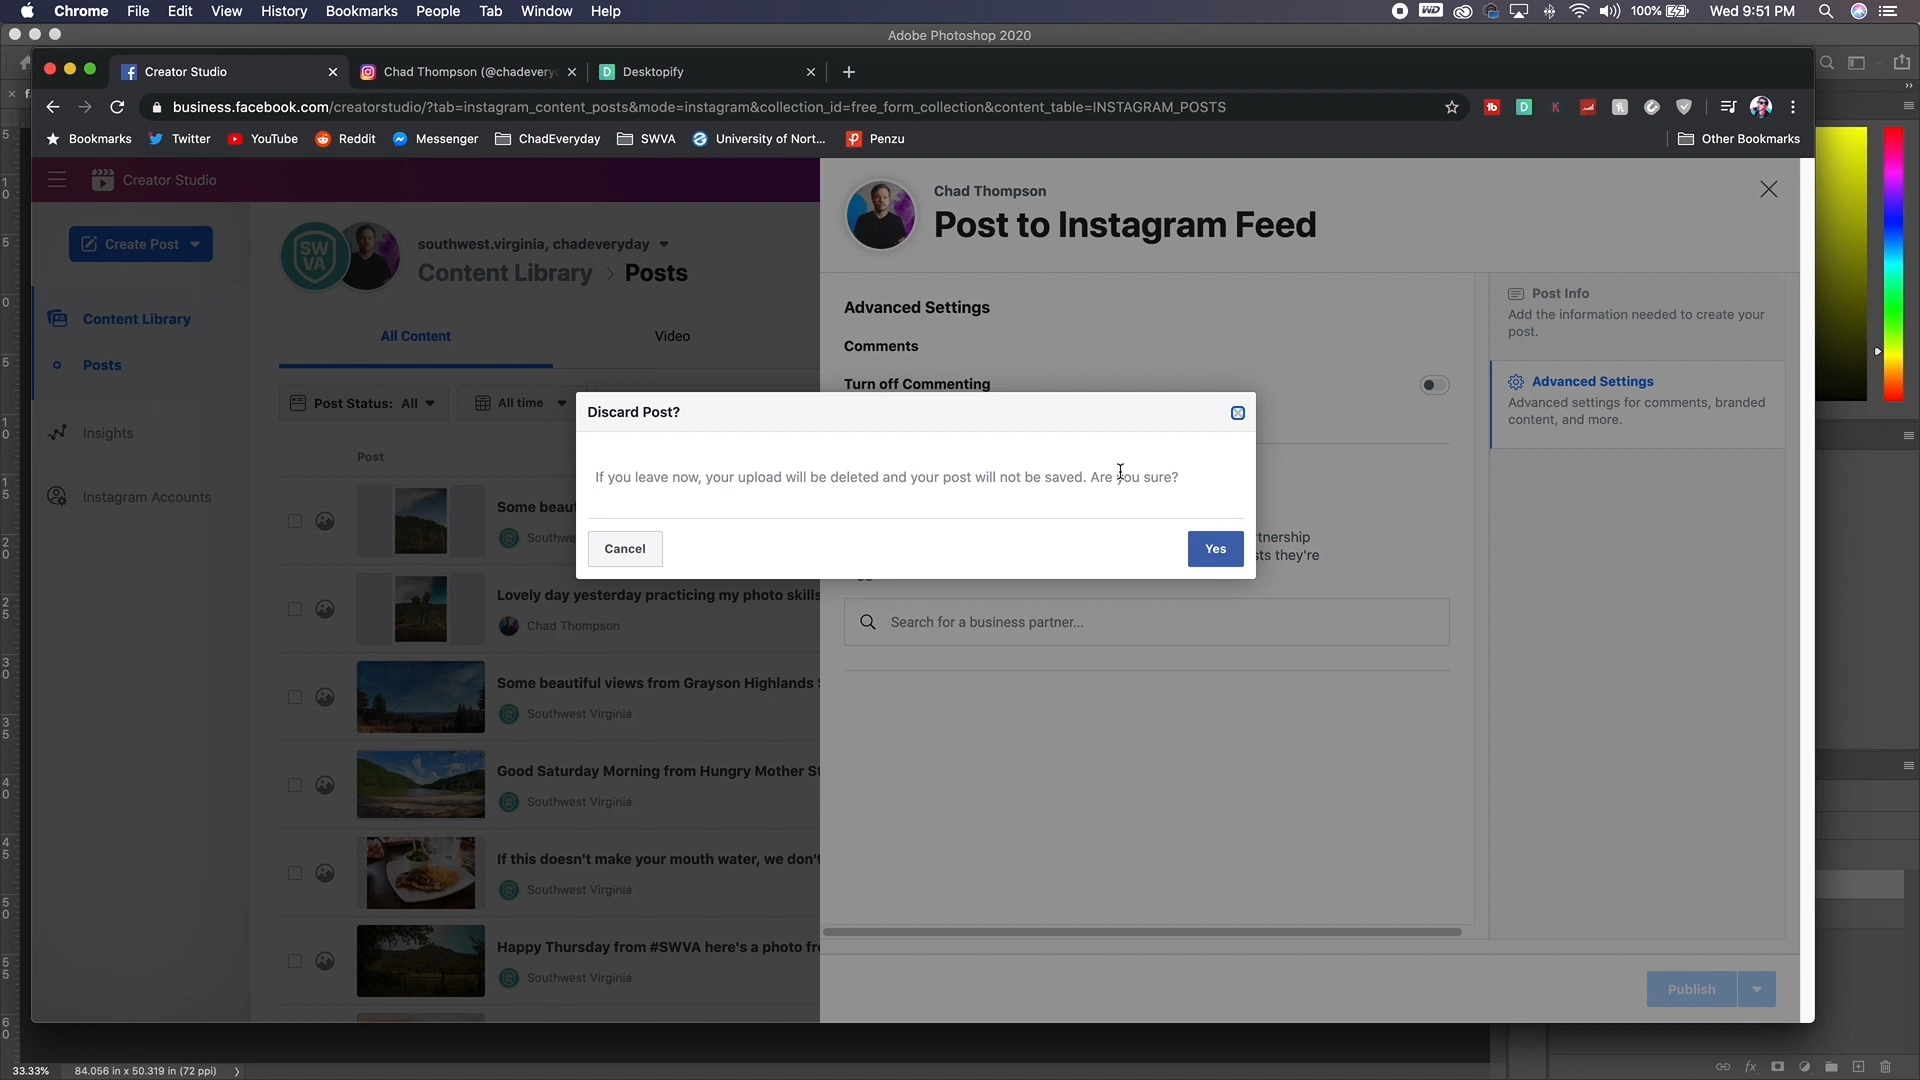 Chrome File Edit View History Bookmarks People Tab Window Help
WD 100% Wed 9:51 PM
Adobe Photoshop 2020
Creator Studio
Chad Thompson (@chadevery
D Desktopify
business.facebook.com/creatorstudio/?tab=instagram_content_posts&mode=instagram&collection_id=free_form_collection&content_table=INSTAGRAM_POSTS
Bookmarks Twitter YouTube Reddit Messenger ChadEveryday SWVA University of Nort... Penzu Other Bookmarks
Creator Studio
Create Post
Content Library
Posts
Insights
Instagram Accounts
SW
VA
southwest.virginia, chadeveryday
Content Library > Posts
All Content
Video
Post Status: All
All time
Post
Some beau
Southwe
Lovely day yesterday practicing my photo skills
Chad Thompson
Some beautiful views from Grayson Highlands S
Southwest Virginia
Good Saturday Morning from Hungry Mother St
Southwest Virginia
If this doesn't make your mouth water, we don't
Southwest Virginia
Happy Thursday from #SWVA here's a photo fr
Southwest Virginia
Chad Thompson
Post to Instagram Feed
Advanced Settings
Comments
Turn off Commenting
Discard Post?
If you leave now, your upload will be deleted and your post will not be saved. Are you sure?
Cancel
Yes
tnership
sts they're
Search for a business partner...
Post Info
Add the information needed to create your
post.
Advanced Settings
Advanced settings for comments, branded
content, and more.
Publish
33.33% 84.056 in x 50.319 in (72 ppi)
fx